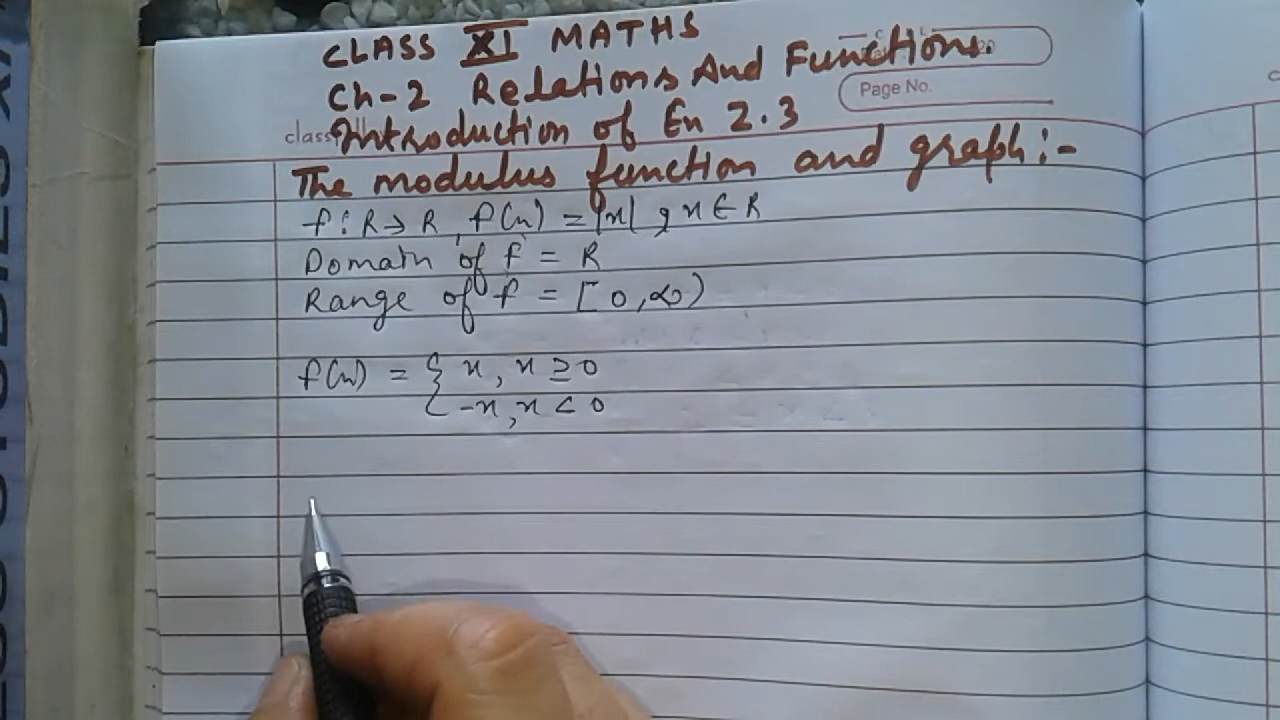 CLASS XI MATHS
Ch-2 Relations And Functions.
Page No.
Introduction of Ex 2.3
The modulus function and graph:-
f: R→R, f(x) = |x|, x ∈ R
Domain of f = R
Range of f = [0,∞)
f(x) = { x, x ≥ 0
-x, x < 0